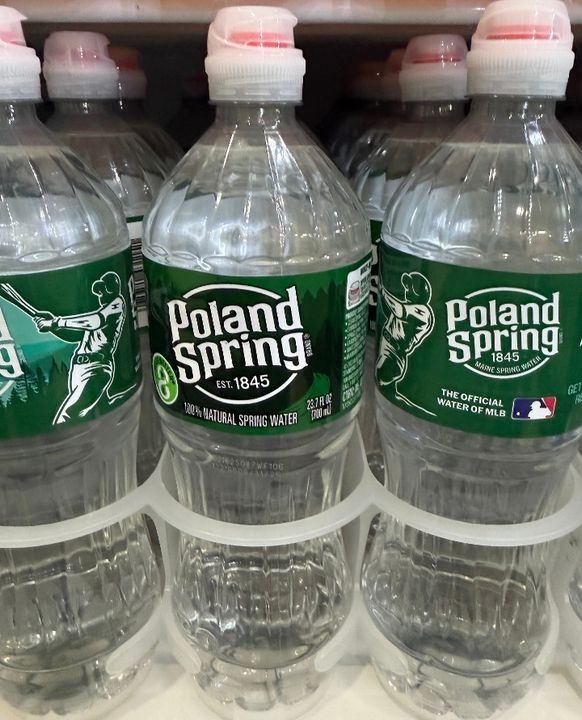 Poland
Spring
EST. 1845
100% NATURAL SPRING WATER
23.7 FL OZ
(700 mL)
Poland
Spring
1845
MAINE SPRING WATER
THE OFFICIAL
WATER OF MLB